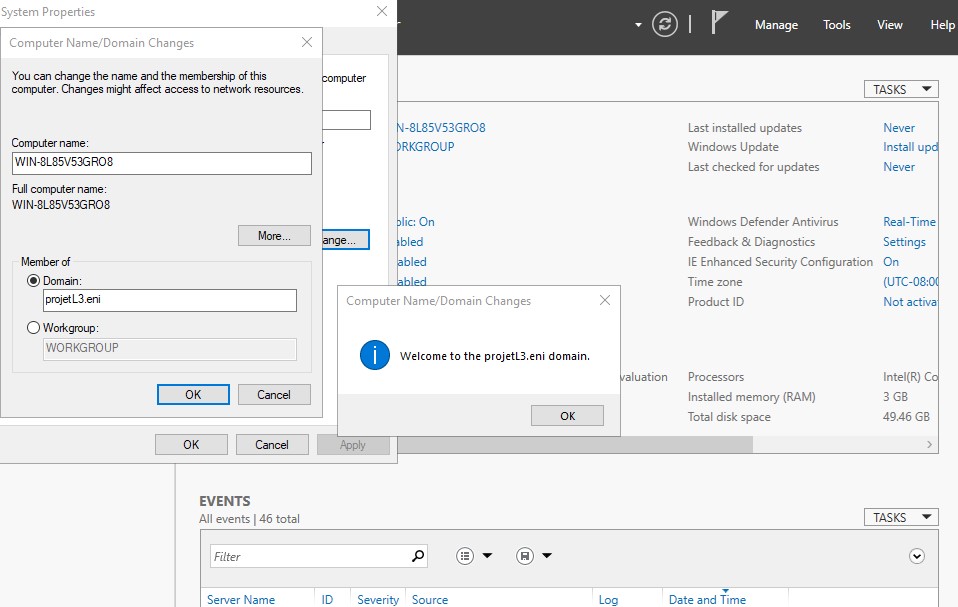 System Properties
Computer Name/Domain Changes
You can change the name and the membership of this
computer. Changes might affect access to network resources.
Computer name:
WIN-8L85V53GRO8
Full computer name:
WIN-8L85V53GRO8
More...
Member of
Domain:
projetL3.eni
Workgroup:
WORKGROUP
OK Cancel
OK Cancel Apply
computer
ange...
Manage Tools View Help
TASKS
N-8L85V53GRO8 Last installed updates Never
ORKGROUP Windows Update Install upd
Last checked for updates Never
blic: On Windows Defender Antivirus Real-Time
abled Feedback & Diagnostics Settings
abled IE Enhanced Security Configuration On
abled Time zone (UTC-08:00
Product ID Not activa
Computer Name/Domain Changes
Welcome to the projetL3.eni domain.
OK
valuation Processors Intel(R) Co
Installed memory (RAM) 3 GB
Total disk space 49.46 GB
EVENTS
All events | 46 total
TASKS
Filter
Server Name ID Severity Source Log Date and Time